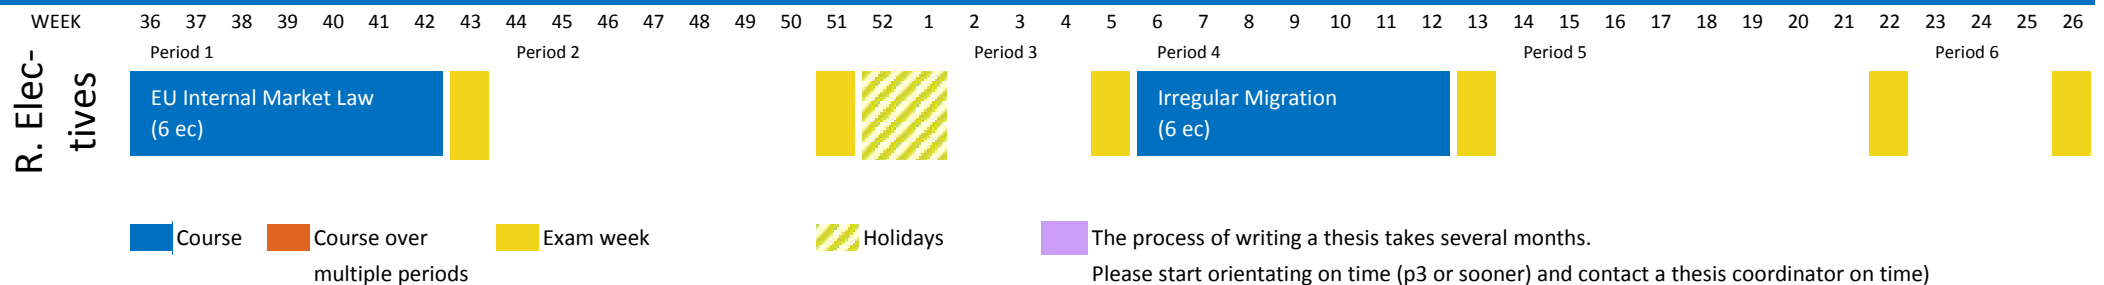 WEEK 36 37 38 39 40 41 42 43 44 45 46 47 48 49 50 51 52 1 2 3 4 5 6 7 8 9 10 11 12 13 14 15 16 17 18 19 20 21 22 23 24 25 26
Period 1 Period 2 Period 3 Period 4 Period 5 Period 6
R. Elec-
tives
EU Internal Market Law
(6 ec)
Irregular Migration
(6 ec)
Course
Course over
multiple periods
Exam week
Holidays
The process of writing a thesis takes several months.
Please start orientating on time (p3 or sooner) and contact a thesis coordinator on time)